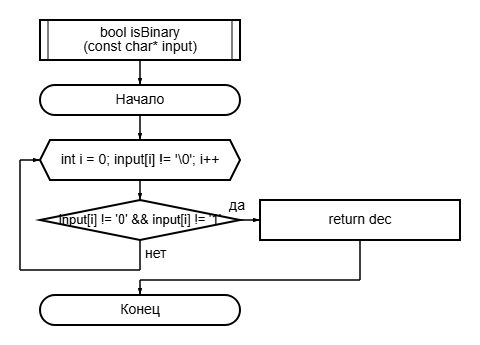 bool isBinary
(const char* input)
Начало
int i = 0; input[i] != '\0'; i++
input[i] != '0' && input[i] != '1'
да
return dec
нет
Конец